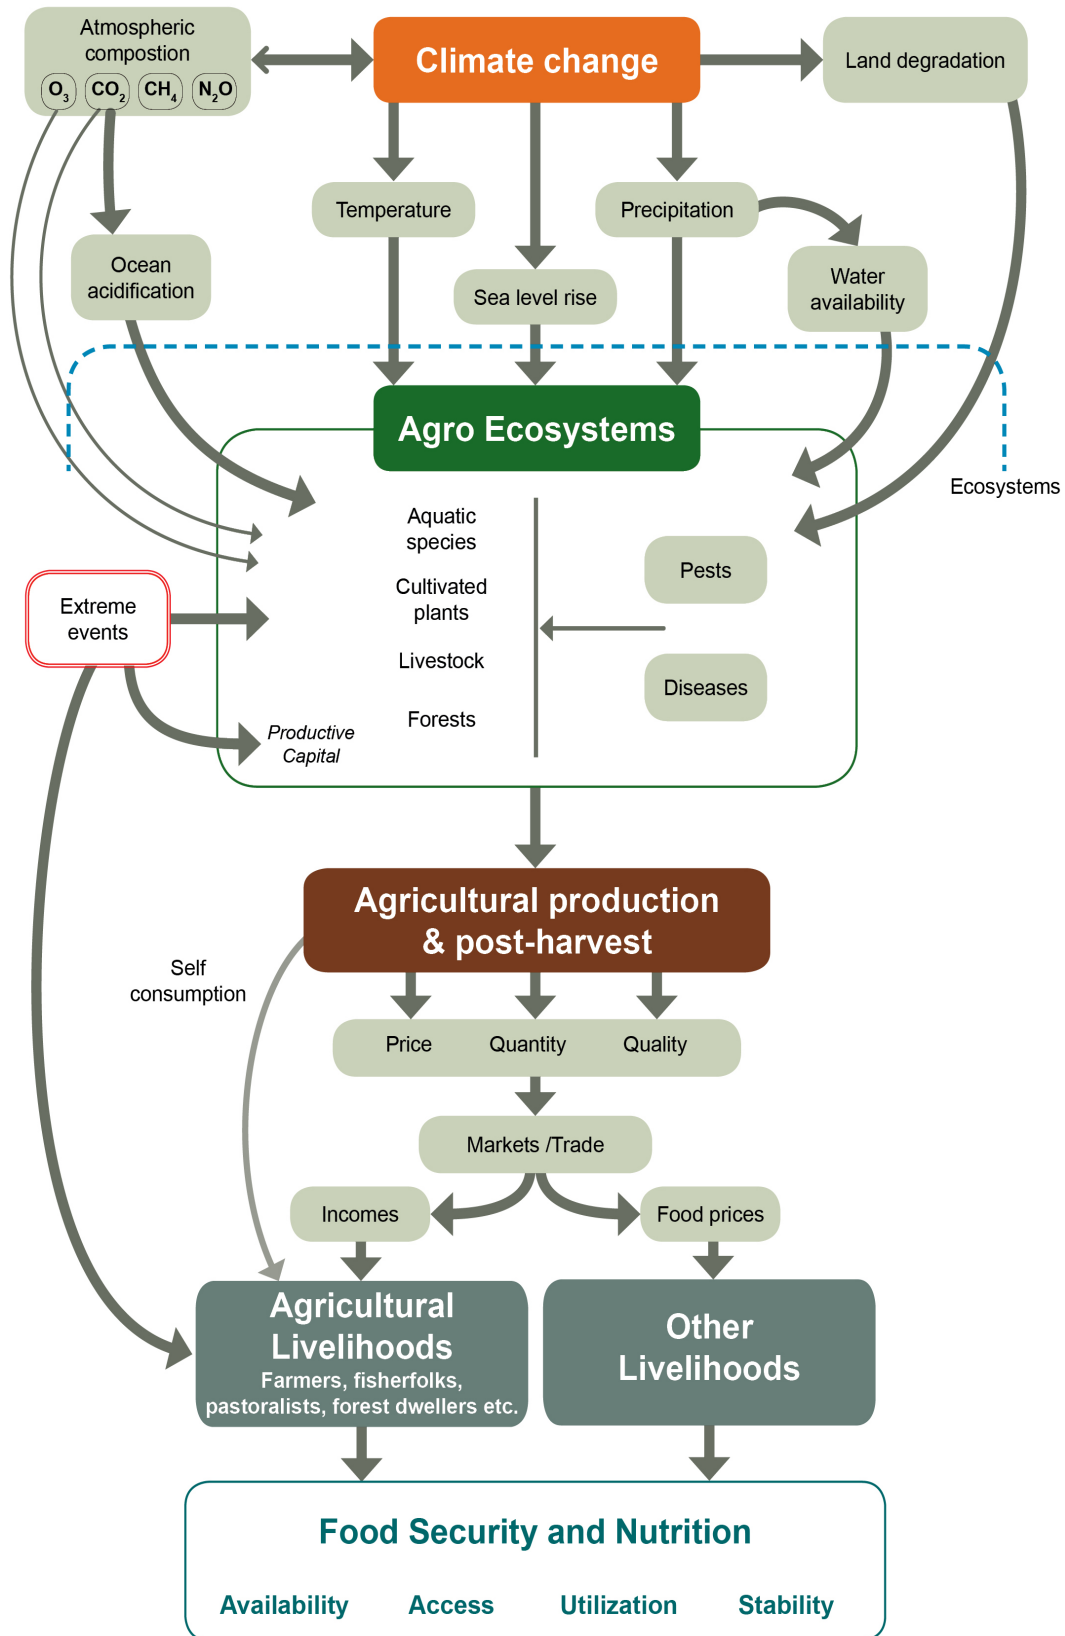 Atmospheric
compostion
O3 CO2 CH4 N2O
Climate change
Land degradation
Temperature
Precipitation
Ocean
acidification
Sea level rise
Water
availability
Agro Ecosystems
Ecosystems
Aquatic
species
Cultivated
plants
Livestock
Forests
Pests
Diseases
Extreme
events
Productive
Capital
Agricultural production
& post-harvest
Self
consumption
Price Quantity Quality
Markets /Trade
Incomes
Food prices
Agricultural
Livelihoods
Farmers, fisherfolks,
pastoralists, forest dwellers etc.
Other
Livelihoods
Food Security and Nutrition
Availability Access Utilization Stability